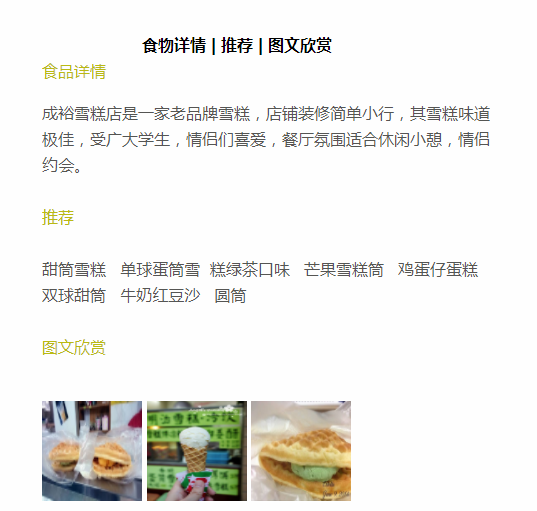 食物详情 | 推荐 | 图文欣赏
食品详情
成裕雪糕店是一家老品牌雪糕，店铺装修简单小行，其雪糕味道
极佳，受广大学生，情侣们喜爱，餐厅氛围适合休闲小憩，情侣
约会。
推荐
甜筒雪糕 单球蛋筒雪 糕绿茶口味 芒果雪糕筒 鸡蛋仔蛋糕
双球甜筒 牛奶红豆沙 圆筒
图文欣赏